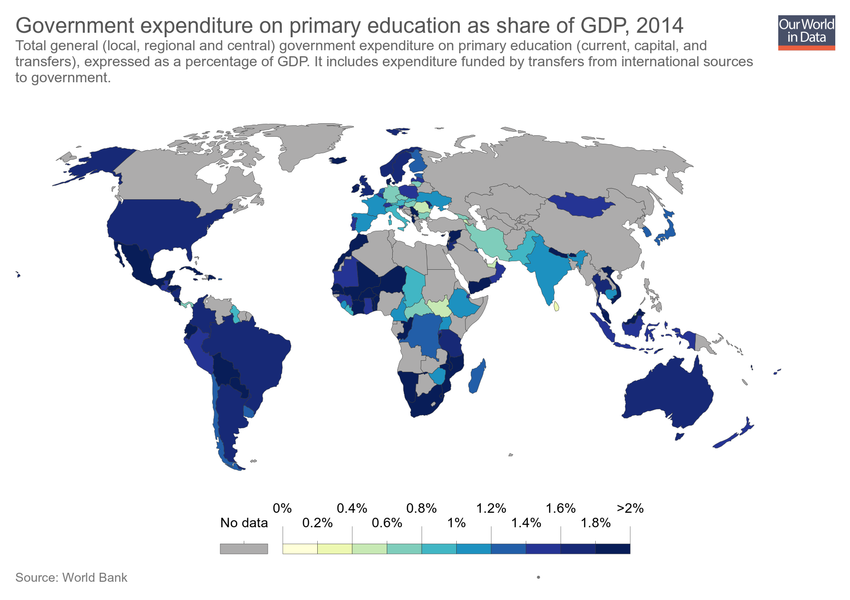 Government expenditure on primary education as share of GDP, 2014
Our World
in Data
Total general (local, regional and central) government expenditure on primary education (current, capital, and
transfers), expressed as a percentage of GDP. It includes expenditure funded by transfers from international sources
to government.
0% 0.4% 0.8% 1.2% 1.6% >2%
No data 0.2% 0.6% 1% 1.4% 1.8%
Source: World Bank